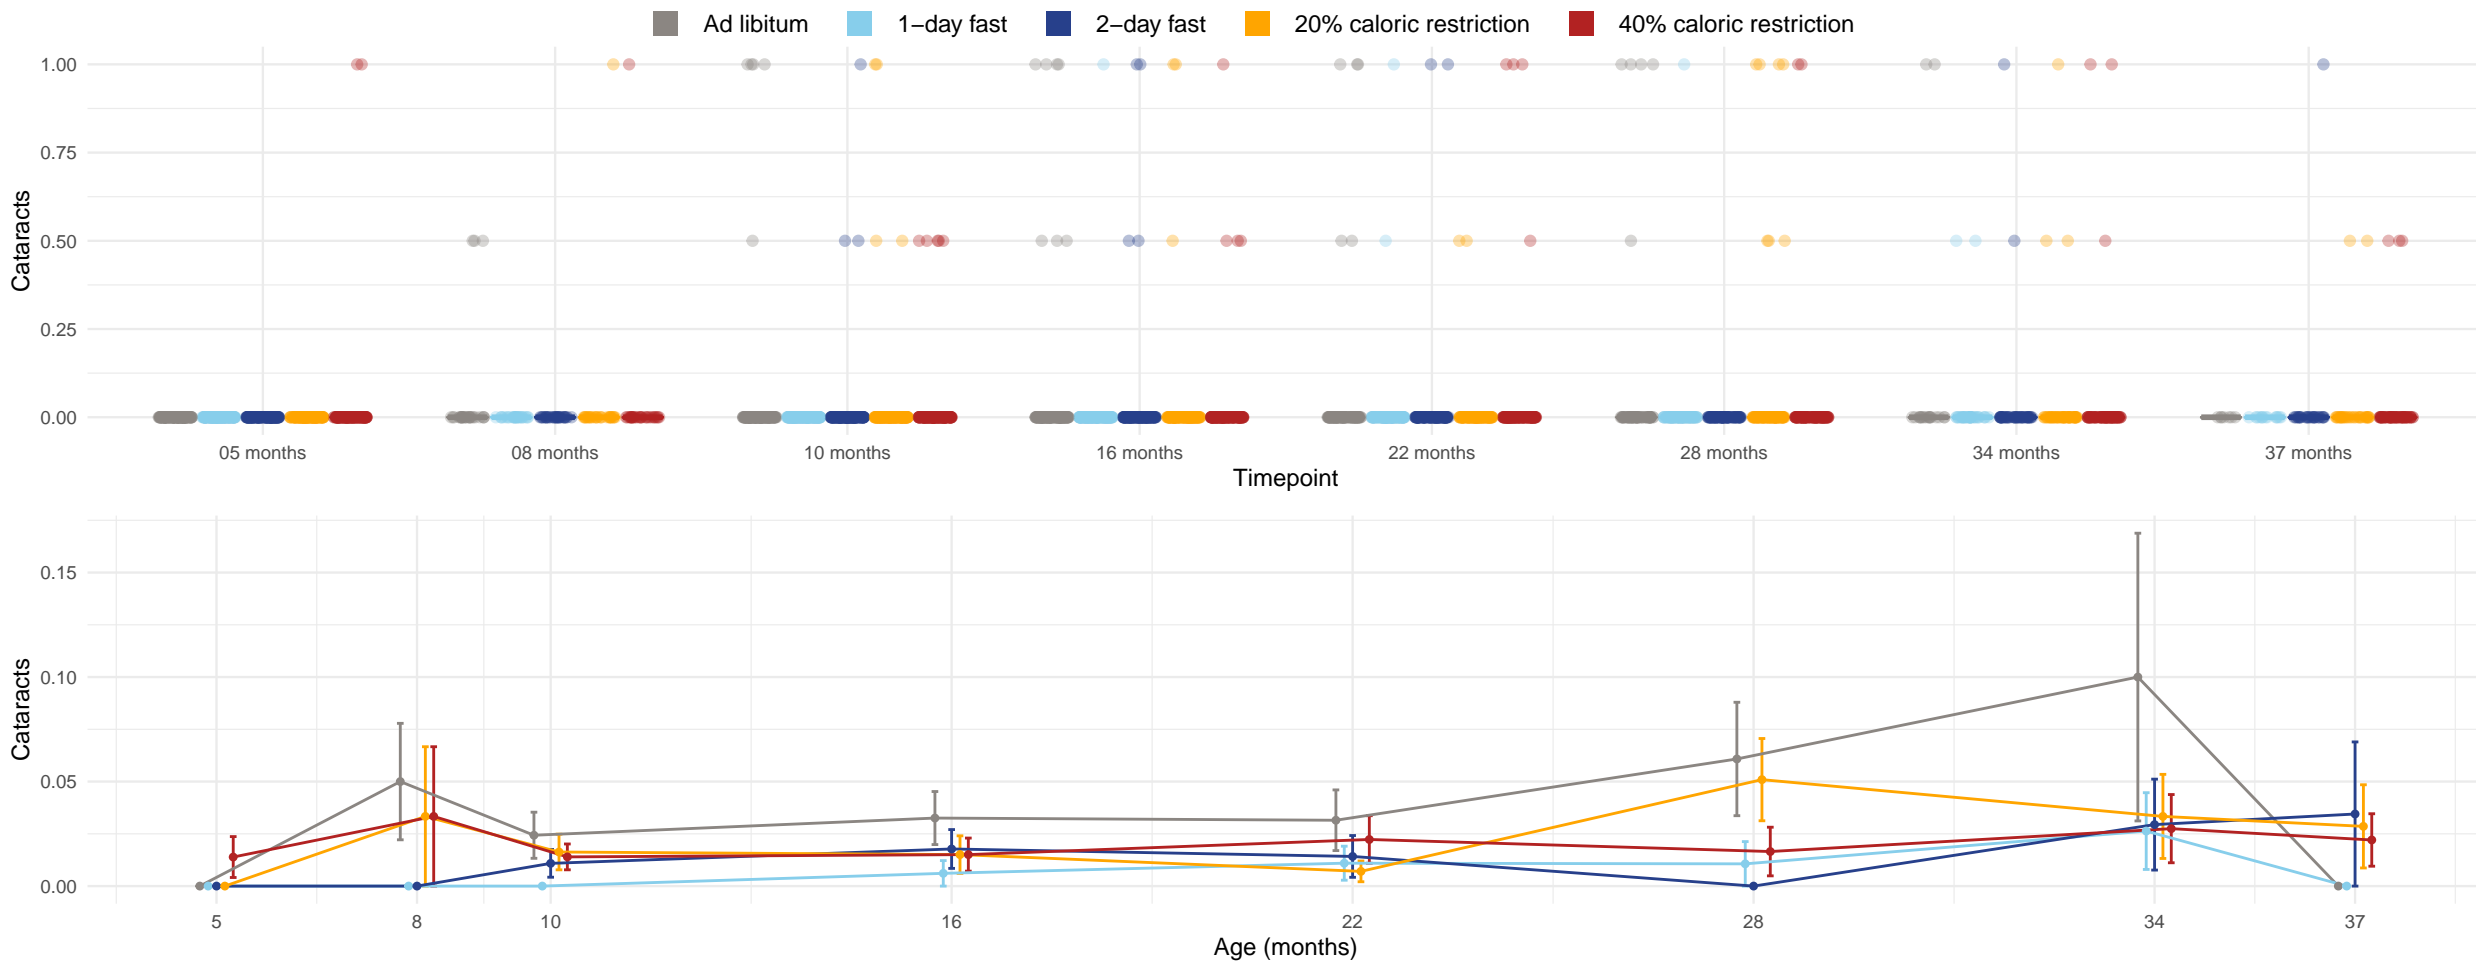 Ad libitum 1−day fast 2−day fast 20% caloric restriction 40% caloric restriction
1.00
0.75
0.50
0.25
0.00
Cataracts
05 months 08 months 10 months 16 months 22 months 28 months 34 months 37 months
Timepoint
0.15
0.10
0.05
0.00
Cataracts
5 8 10 16 22 28 34 37
Age (months)